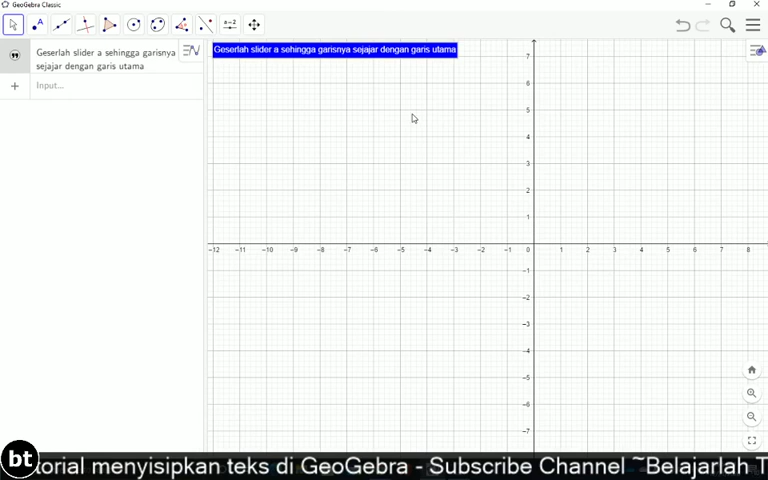 GeoGebra Classic
a=2
Geserlah slider a sehingga garisnya
sejajar dengan garis utama
Input...
Geserlah slider a sehingga garisnya sejajar dengan garis utama
7
6
5
4
3
2
1
-12 -11 -10 -9 -8 -7 -6 -5 -4 -3 -2 -1 0 1 2 3 4 5 6 7 8
-1
-2
-3
-4
-5
-6
-7
bt
torial menyisipkan teks di GeoGebra - Subscribe Channel ~Belajarlah T